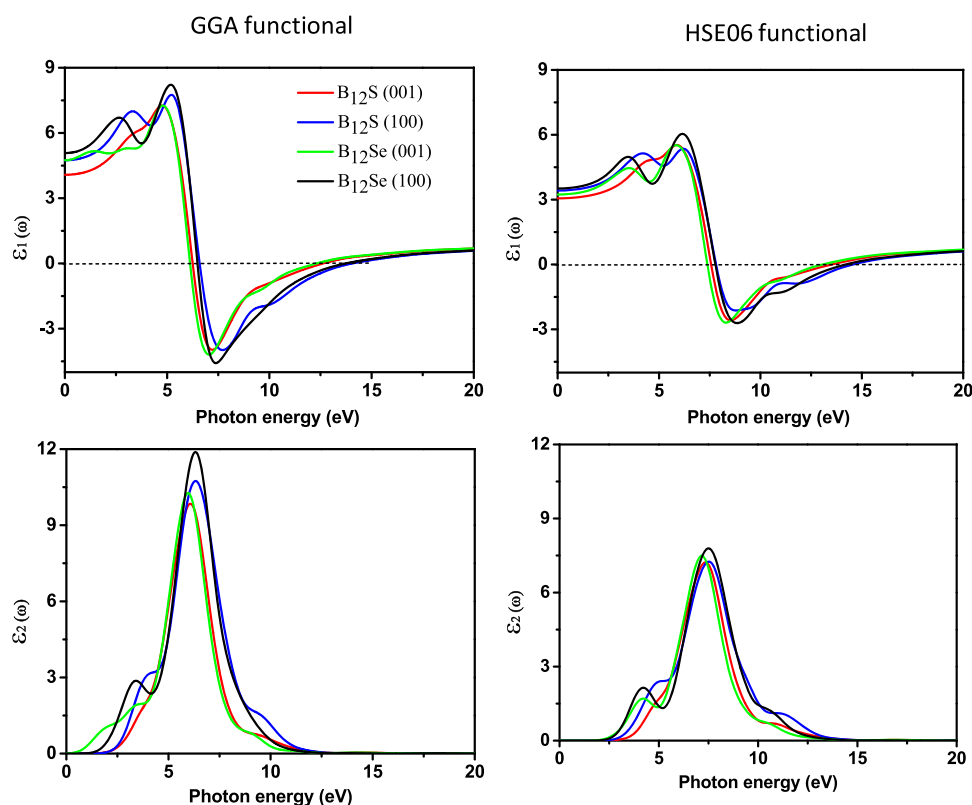 GGA functional
HSE06 functional
9
6
3
0
-3
ε1(ω)
B12S (001)
B12S (100)
B12Se (001)
B12Se (100)
0 5 10 15 20
Photon energy (eV)
9
6
3
0
-3
ε1(ω)
0 5 10 15 20
Photon energy (eV)
12
9
6
3
0
ε2(ω)
0 5 10 15 20
Photon energy (eV)
12
9
6
3
0
ε2(ω)
0 5 10 15 20
Photon energy (eV)